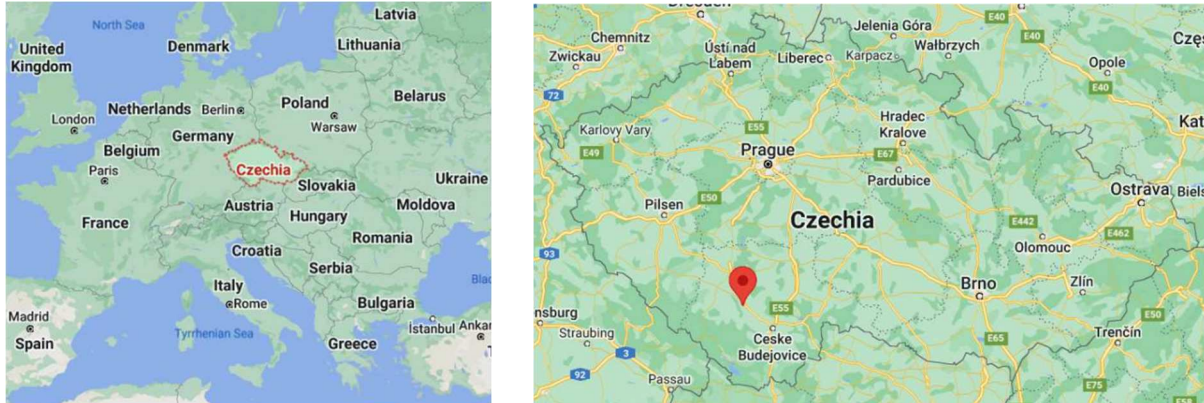 North Sea
Latvia
Denmark
Lithuania
United
Kingdom
Belarus
Netherlands
Berlin
Poland
London
Warsaw
Germany
Belgium
Paris
Czechia
Ukraine
Slovakia
France
Austria
Moldova
Hungary
Romania
Croatia
Serbia
Italy
Bulgaria
Rome
Madrid
İstanbul
Spain
Tyrrhenian Sea
Greece
Chemnitz
Jelenia Góra
E40
E40
Zwickau
Ústí nad
Labem
Liberec
Karpacz
Wałbrzych
Opole
E40
72
Karlovy Vary
E55
Hradec
Kralove
E49
Prague
E67
Pardubice
Pilsen
E50
Ostrava
Czechia
E442
E462
93
Olomouc
Brno
Zlín
E55
E50
Straubing
Ceske
Budejovice
E65
Trenčín
3
92
Passau
E75